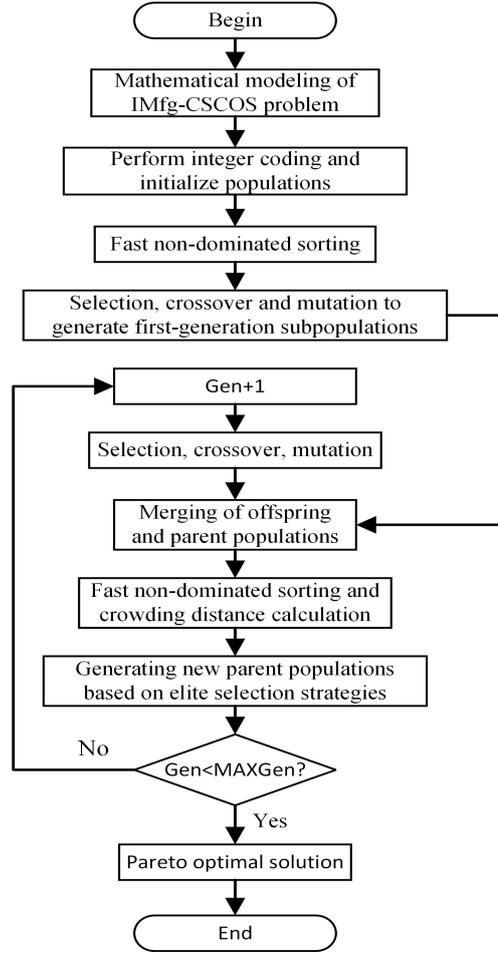 Begin
Mathematical modeling of
IMfg-CSCOS problem
Perform integer coding and
initialize populations
Fast non-dominated sorting
Selection, crossover and mutation to
generate first-generation subpopulations
Gen+1
Selection, crossover, mutation
Merging of offspring
and parent populations
Fast non-dominated sorting and
crowding distance calculation
Generating new parent populations
based on elite selection strategies
No
Gen<MAXGen?
Yes
Pareto optimal solution
End